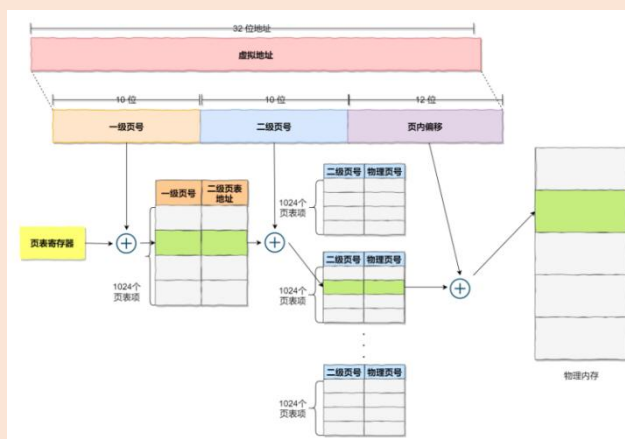 32 位地址
虚拟地址
10 位
10 位
12 位
一级页号
二级页号
页内偏移
页表寄存器
一级页号
二级页表
地址
1024个
页表项
二级页号
物理页号
1024个
页表项
二级页号
物理页号
1024个
页表项
二级页号
物理页号
1024个
页表项
物理内存